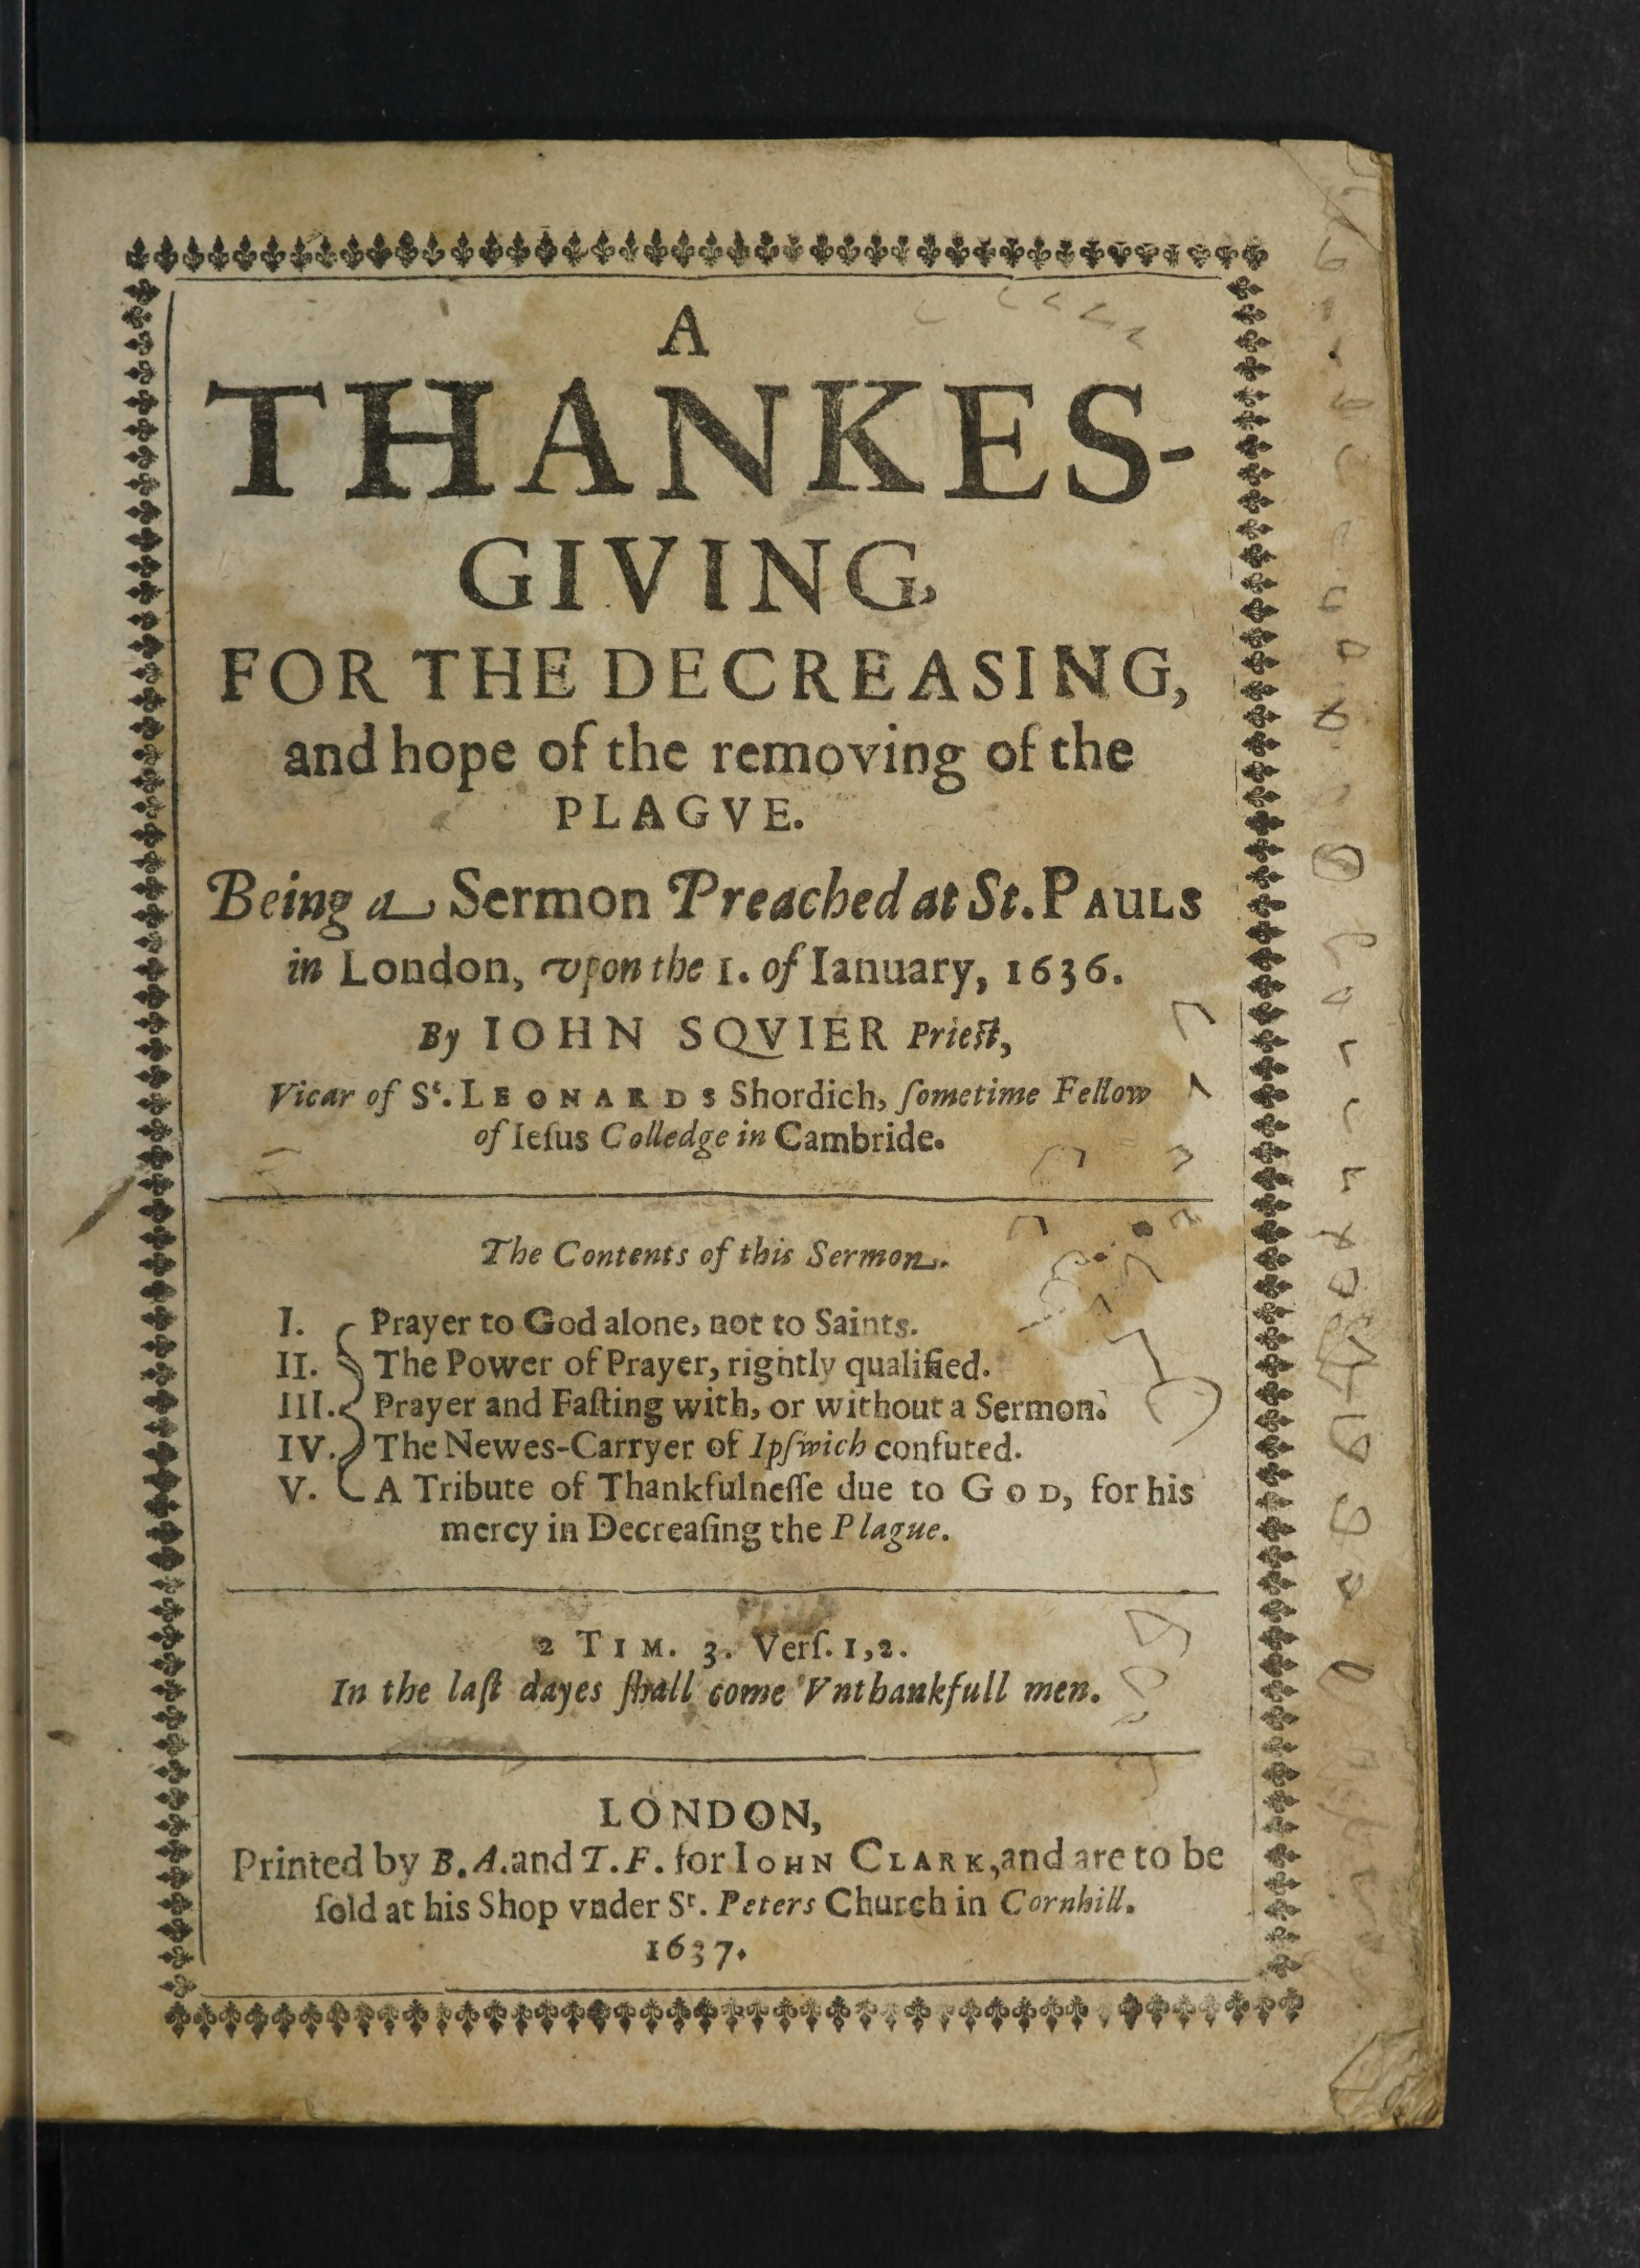 A
THANKES-
GIVING,
FOR THE DECREASING,
and hope of the removing of the
PLAGVE.
Being a Sermon Preached at St. PAULS
in London, vpon the 1. of Ianuary, 1636.
By IOHN SQVIER Priest,
Vicar of St. LEONARDS Shordich, ſometime Fellow
of Ieſus Colledge in Cambride.
The Contents of this Sermon.
I. Prayer to God alone, not to Saints.
II. The Power of Prayer, rightly qualified.
III. Prayer and Faſting with, or without a Sermon.
IV. The Newes-Carryer of Ipſwich confuted.
V. A Tribute of Thankfulneſſe due to GOD, for his
mercy in Decreaſing the Plague.
2 TIM. 3. Verſ. 1,2.
In the laſt dayes ſhall come Vnthankfull men.
LONDON,
Printed by B. A. and T. F. for IOHN CLARK, and are to be
ſold at his Shop vnder Sr. Peters Church in Cornhill.
1637.